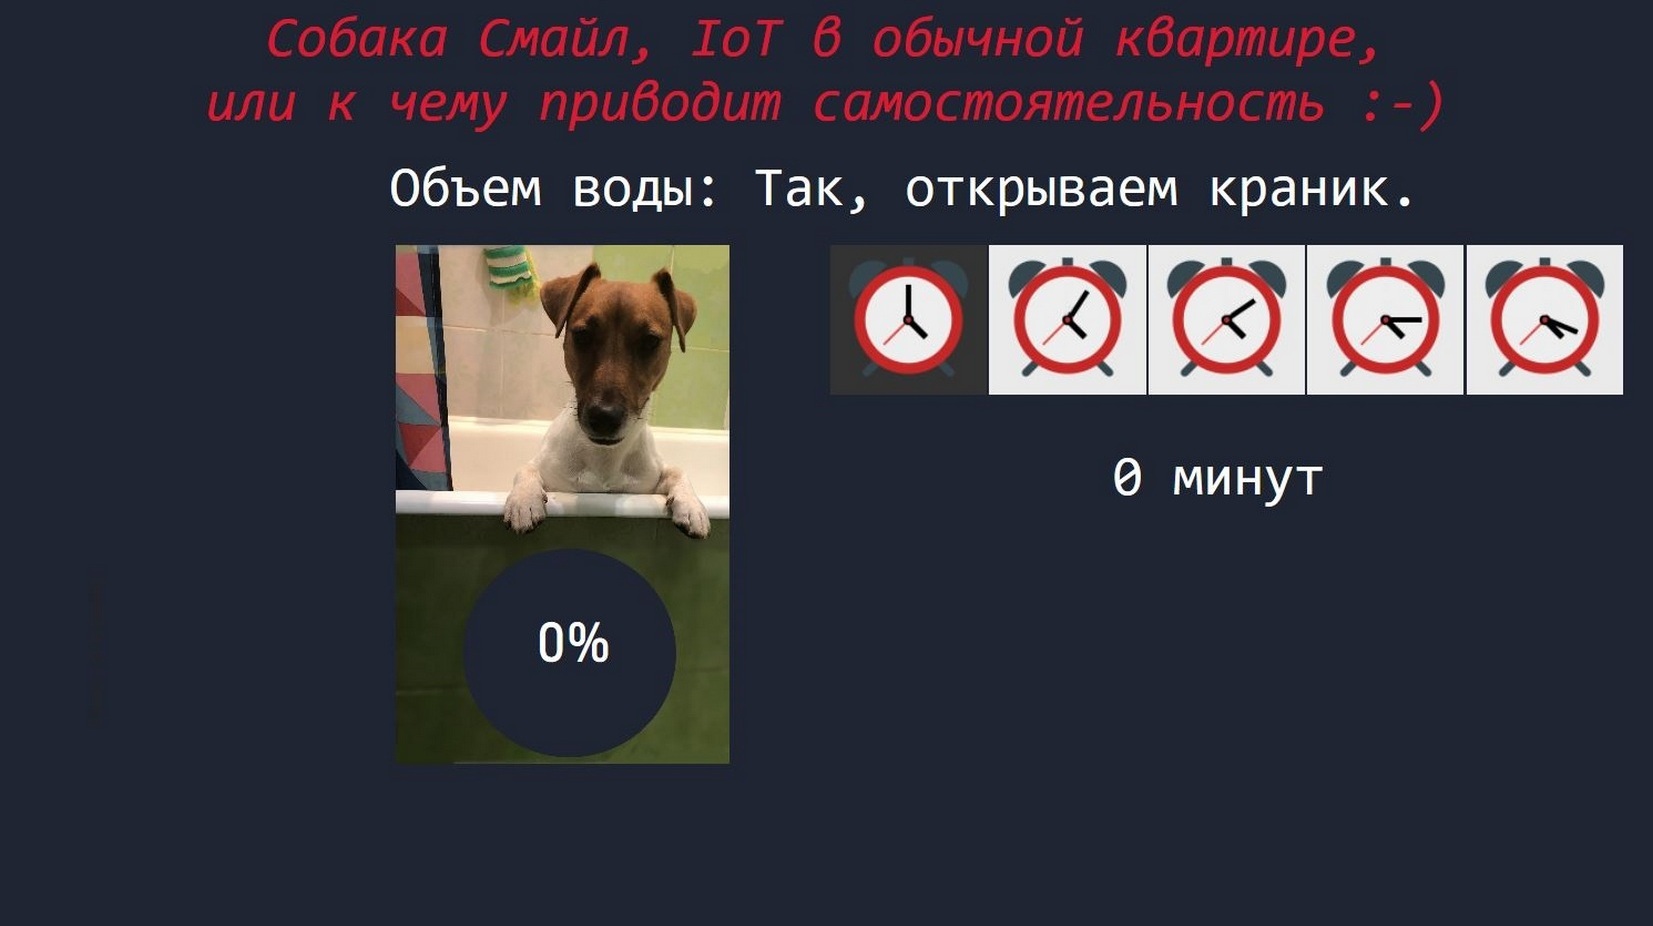 Собака Смайл, IoT в обычной квартире,
или к чему приводит самостоятельность :-)
Объем воды: Так, открываем краник.
0 минут
0%